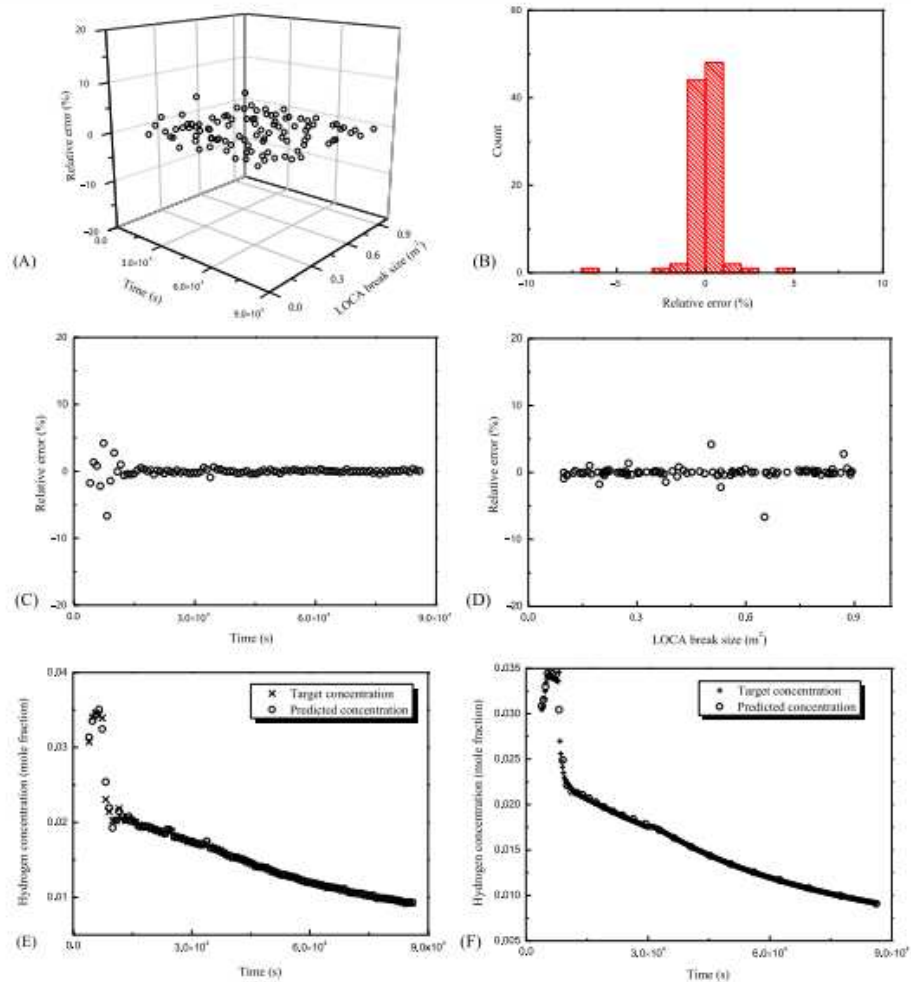 20
10
0
−10
−20
Relative error (%)
0.0
3.0×10⁴
6.0×10⁴
9.0×10⁴
Time (s)
0.0
0.3
0.6
0.9
LOCA break size (m²)
(A)
60
40
20
0
Count
−10
−5
0
5
10
Relative error (%)
(B)
20
10
0
−10
−20
Relative error (%)
0.0
3.0×10⁴
6.0×10⁴
9.0×10⁴
Time (s)
(C)
20
10
0
−10
−20
Relative error (%)
0.0
0.3
0.6
0.9
LOCA break size (m²)
(D)
0.04
0.03
0.02
0.01
Hydrogen concentration (mole fraction)
Target concentration
Predicted concentration
0.0
3.0×10⁴
6.0×10⁴
9.0×10⁴
Time (s)
(E)
0.035
0.030
0.025
0.020
0.015
0.010
0.005
Hydrogen concentration (mole fraction)
Target concentration
Predicted concentration
0.0
3.0×10⁴
6.0×10⁴
9.0×10⁴
Time (s)
(F)